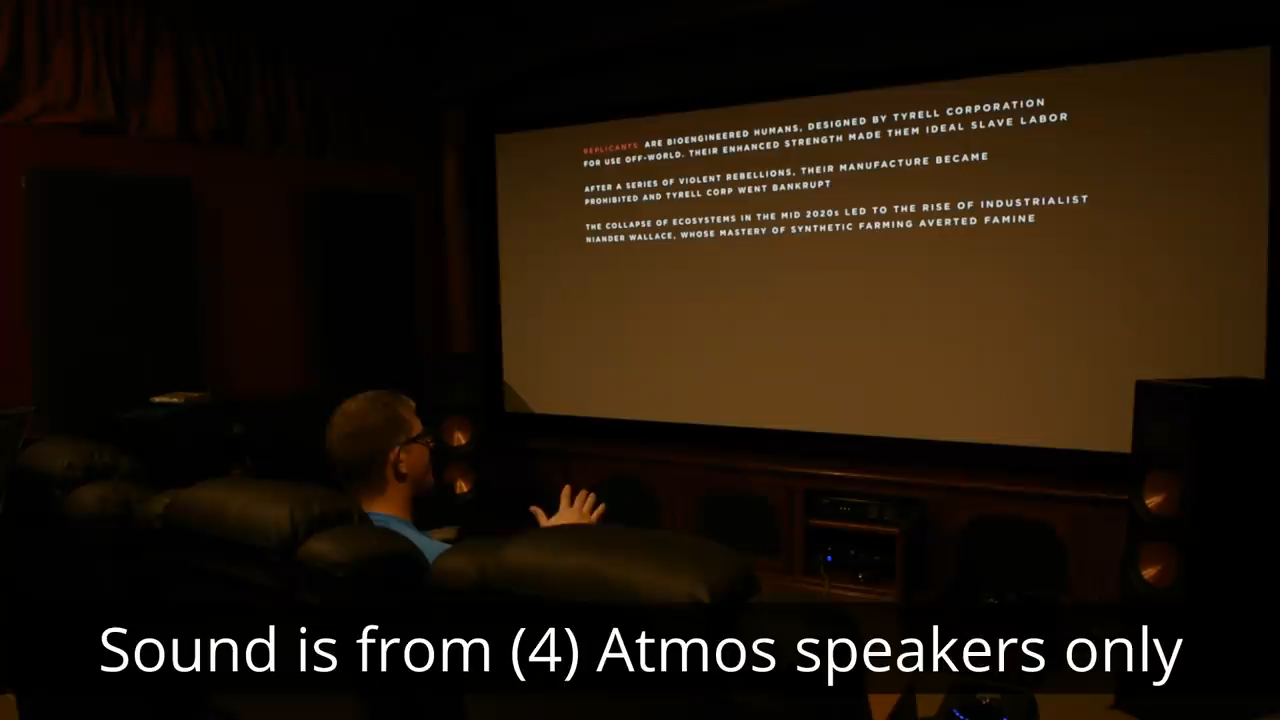 REPLICANTS ARE BIOENGINEERED HUMANS, DESIGNED BY TYRELL CORPORATION
FOR USE OFF-WORLD. THEIR ENHANCED STRENGTH MADE THEM IDEAL SLAVE LABOR
AFTER A SERIES OF VIOLENT REBELLIONS, THEIR MANUFACTURE BECAME
PROHIBITED AND TYRELL CORP WENT BANKRUPT
THE COLLAPSE OF ECOSYSTEMS IN THE MID 2020s LED TO THE RISE OF INDUSTRIALIST
NIANDER WALLACE, WHOSE MASTERY OF SYNTHETIC FARMING AVERTED FAMINE
Sound is from (4) Atmos speakers only